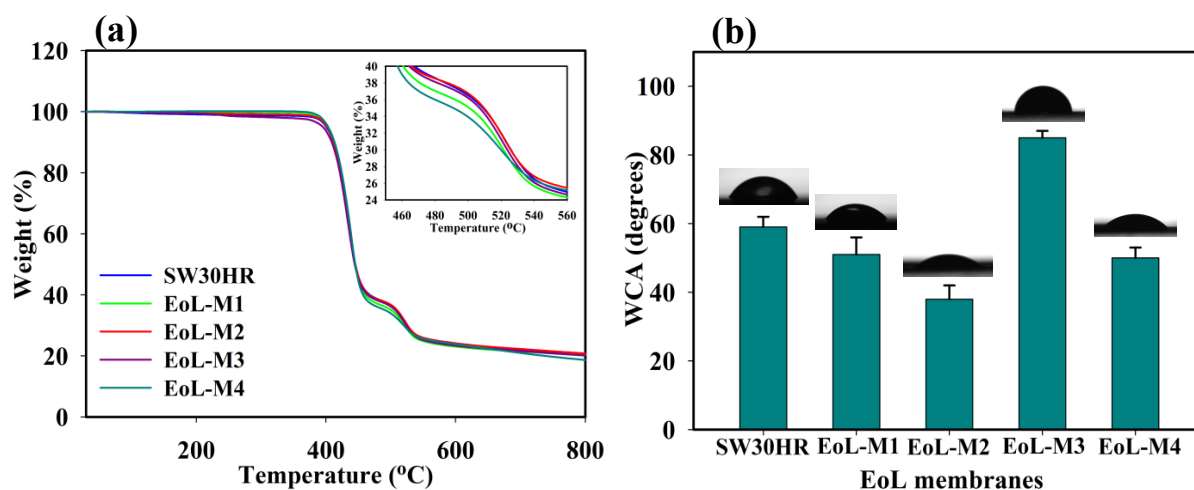 (a)
120
100
80
60
40
20
0
Weight (%)
200
400
600
800
Temperature (ºC)
SW30HR
EoL-M1
EoL-M2
EoL-M3
EoL-M4
40
38
36
34
32
30
28
26
24
Weight (%)
460
480
500
520
540
560
Temperature (ºC)
(b)
100
80
60
40
20
0
WCA (degrees)
SW30HR
EoL-M1
EoL-M2
EoL-M3
EoL-M4
EoL membranes